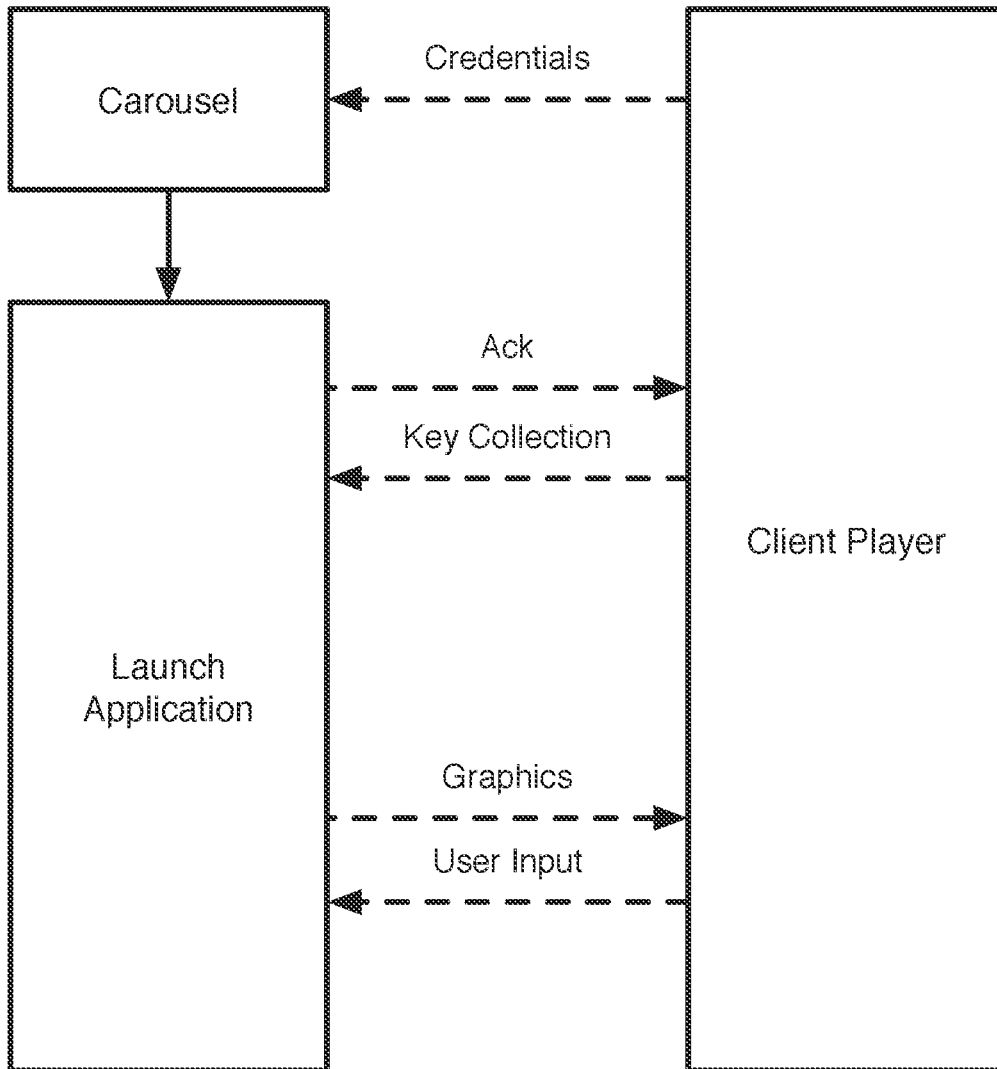 Credentials
Carousel
Ack
Key Collection
Client Player
Launch
Application
Graphics
User Input